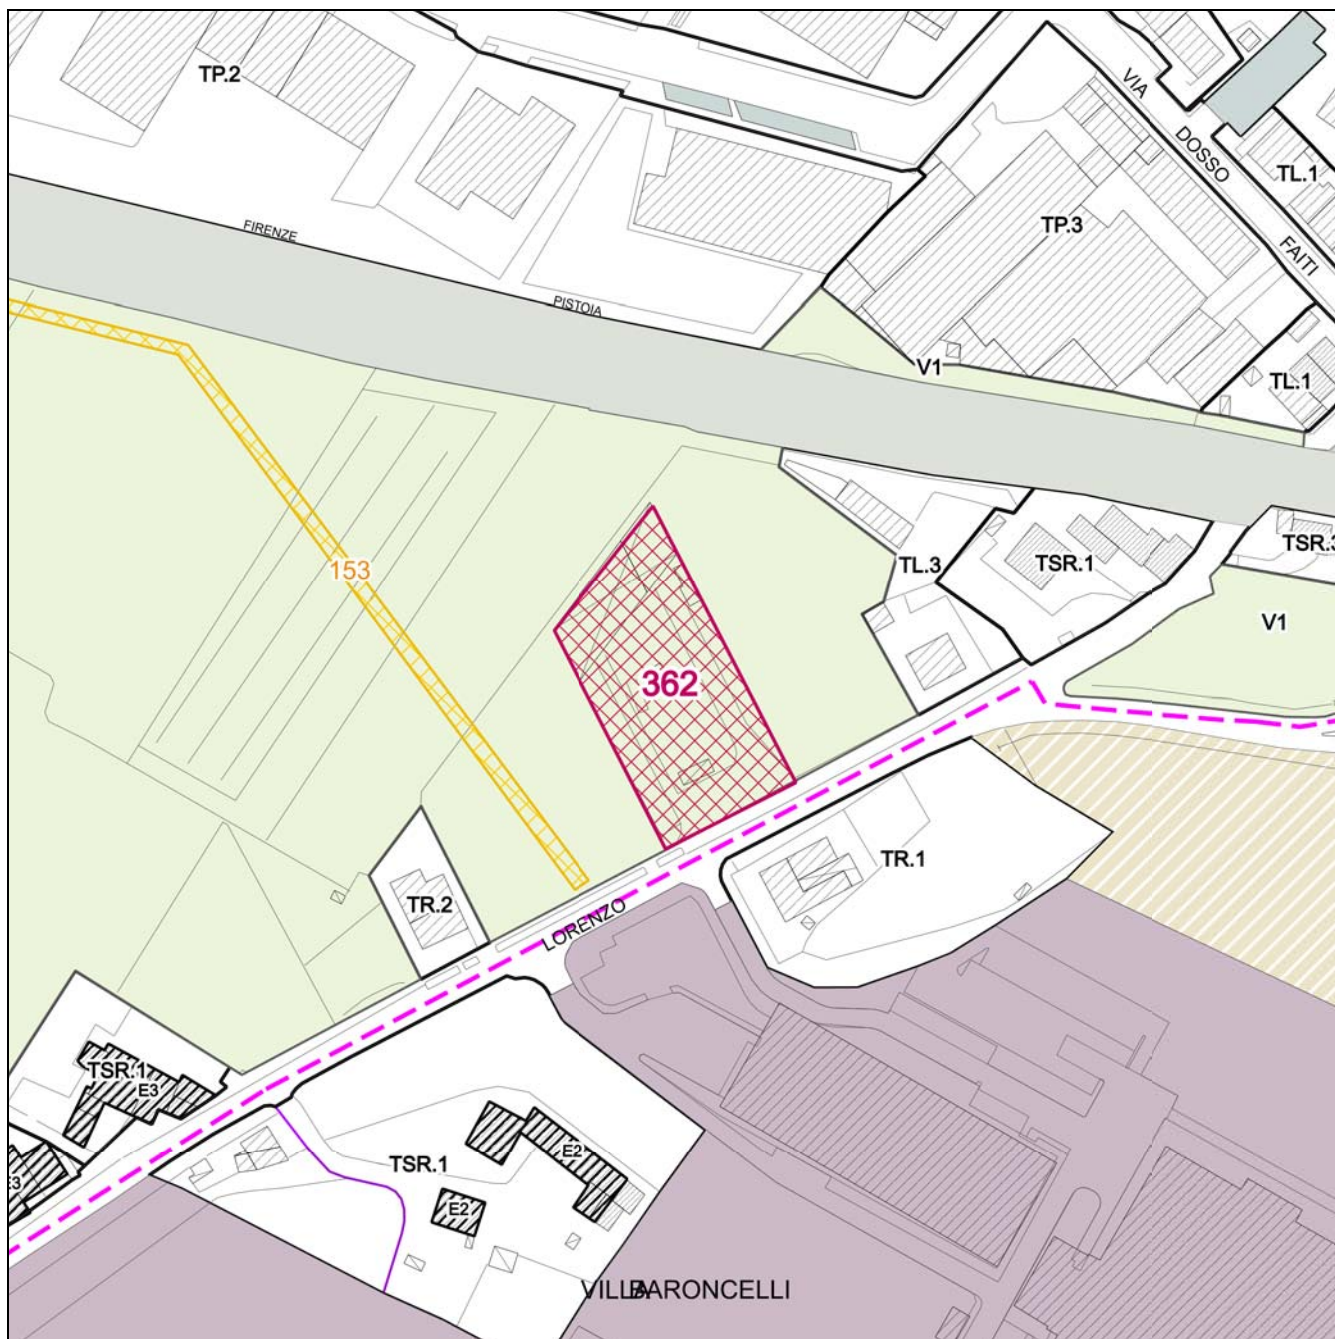 TP.2
VIA
DOSSO
FAITI
TL.1
TP.3
FIRENZE
PISTOIA
V1
TL.1
153
TL.3
TSR.1
TSR.3
V1
362
TR.1
TR.2
LORENZO
TSR.1
E3
E3
TSR.1
E2
E2
VILLA BARONCELLI